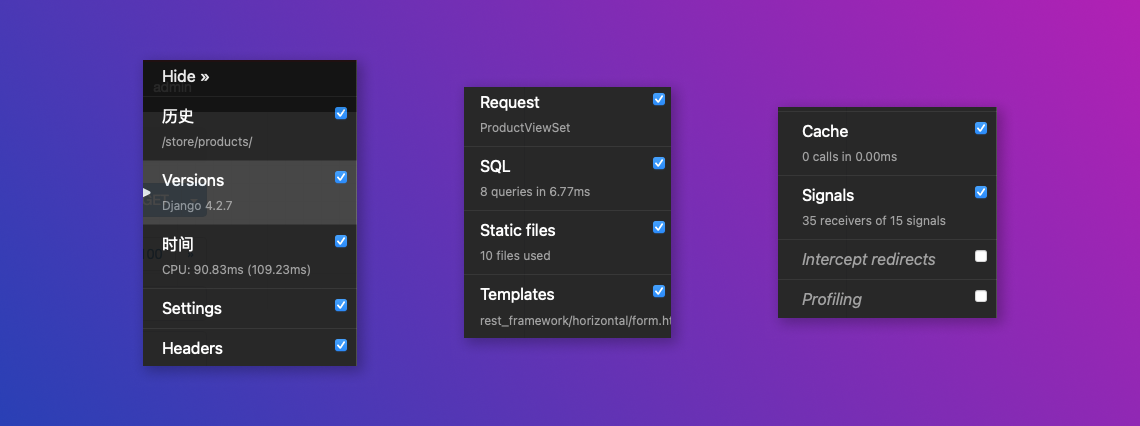 Hide »
admin
历史
/store/products/
Versions
Django 4.2.7
时间
CPU: 90.83ms (109.23ms)
Settings
Headers
Request
ProductViewSet
SQL
8 queries in 6.77ms
Static files
10 files used
Templates
rest_framework/horizontal/form.ht
Cache
0 calls in 0.00ms
Signals
35 receivers of 15 signals
Intercept redirects
Profiling